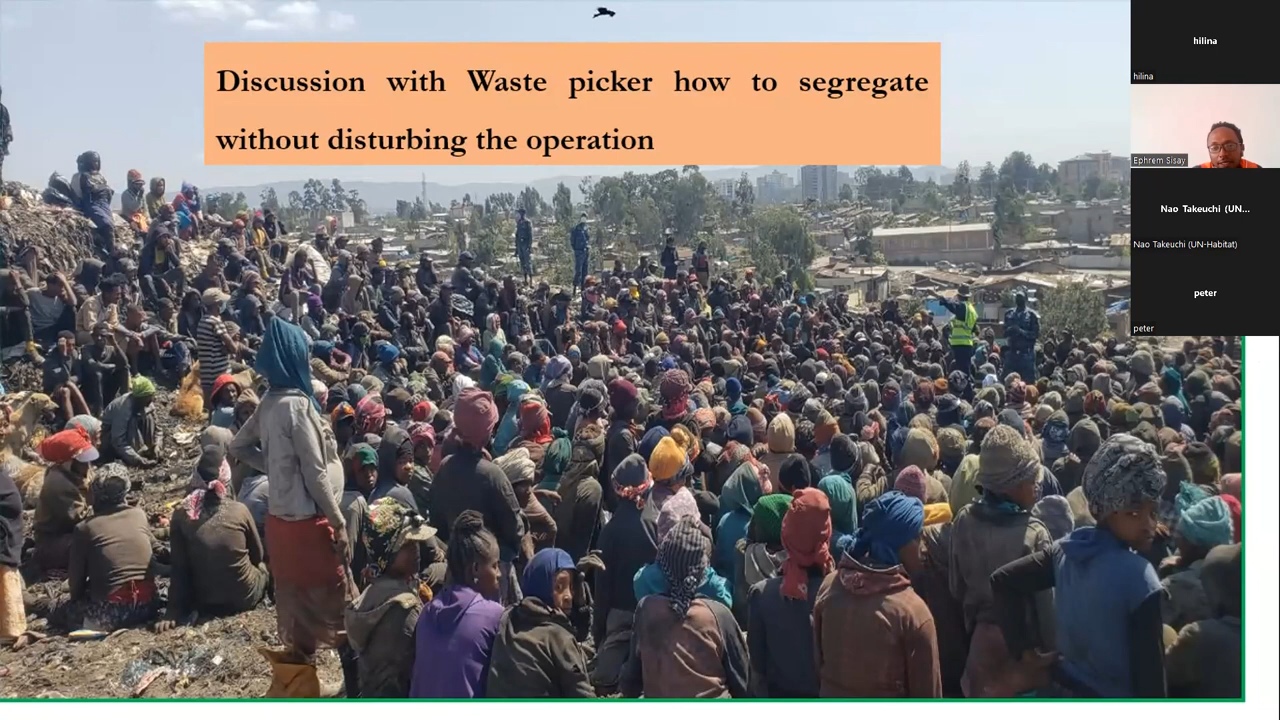 Discussion with Waste picker how to segregate
without disturbing the operation
hilina
hilina
Ephrem Sisay
Nao Takeuchi (UN...
Nao Takeuchi (UN-Habitat)
peter
peter